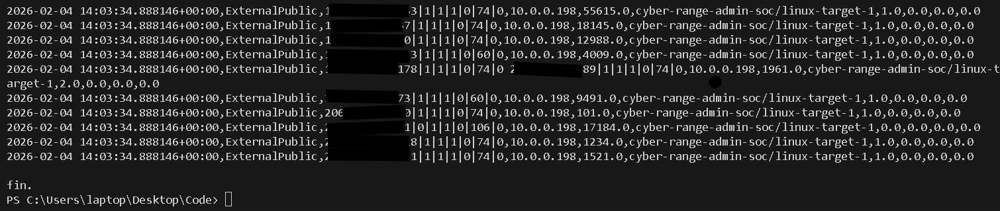 2026-02-04 14:03:34.888146+00:00,ExternalPublic,1 3|1|1|1|0|74|0,10.0.0.198,55615.0,cyber-range-admin-soc/linux-target-1,1.0,0.0,0.0,0.0
2026-02-04 14:03:34.888146+00:00,ExternalPublic,1 7|1|1|1|0|74|0,10.0.0.198,18145.0,cyber-range-admin-soc/linux-target-1,1.0,0.0,0.0,0.0
2026-02-04 14:03:34.888146+00:00,ExternalPublic,1 0|1|1|1|0|74|0,10.0.0.198,12988.0,cyber-range-admin-soc/linux-target-1,1.0,0.0,0.0,0.0
2026-02-04 14:03:34.888146+00:00,ExternalPublic,1 3|1|1|1|0|60|0,10.0.0.198,4009.0,cyber-range-admin-soc/linux-target-1,1.0,0.0,0.0,0.0
2026-02-04 14:03:34.888146+00:00,ExternalPublic,1 178|1|1|1|0|74|0 2 89|1|1|1|0|74|0,10.0.0.198,1961.0,cyber-range-admin-soc/linux-t
arget-1,2.0,0.0,0.0,0.0
2026-02-04 14:03:34.888146+00:00,ExternalPublic, 73|1|1|1|0|60|0,10.0.0.198,9491.0,cyber-range-admin-soc/linux-target-1,1.0,0.0,0.0,0.0
2026-02-04 14:03:34.888146+00:00,ExternalPublic,206 0|1|1|1|0|74|0,10.0.0.198,101.0,cyber-range-admin-soc/linux-target-1,1.0,0.0,0.0,0.0
2026-02-04 14:03:34.888146+00:00,ExternalPublic,2 1|0|1|1|0|106|0,10.0.0.198,17184.0,cyber-range-admin-soc/linux-target-1,1.0,0.0,0.0,0.0
2026-02-04 14:03:34.888146+00:00,ExternalPublic,2 8|1|1|1|0|74|0,10.0.0.198,1234.0,cyber-range-admin-soc/linux-target-1,1.0,0.0,0.0,0.0
2026-02-04 14:03:34.888146+00:00,ExternalPublic,2 1|1|1|1|0|74|0,10.0.0.198,1521.0,cyber-range-admin-soc/linux-target-1,1.0,0.0,0.0,0.0
fin.
PS C:\Users\laptop\Desktop\Code>